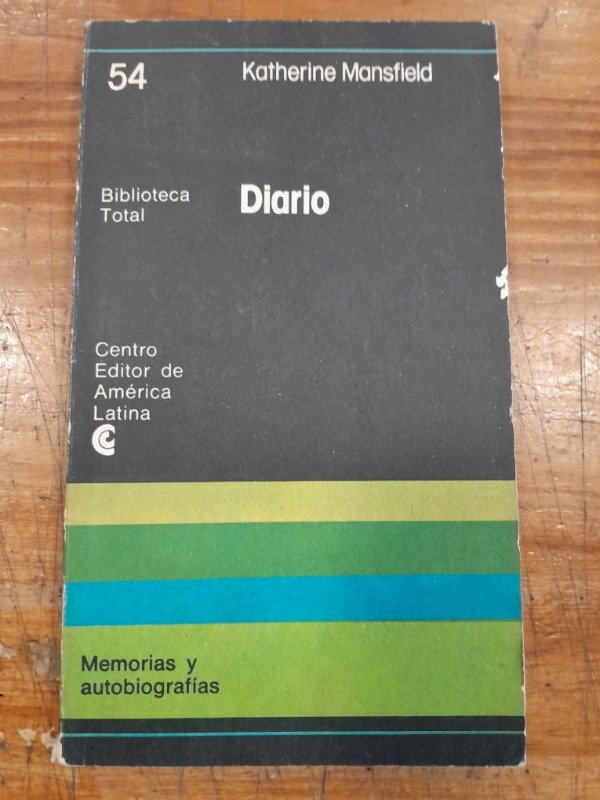 54
Katherine Mansfield
Biblioteca
Total
Diario
Centro
Editor de
América
Latina
Memorias y
autobiografías